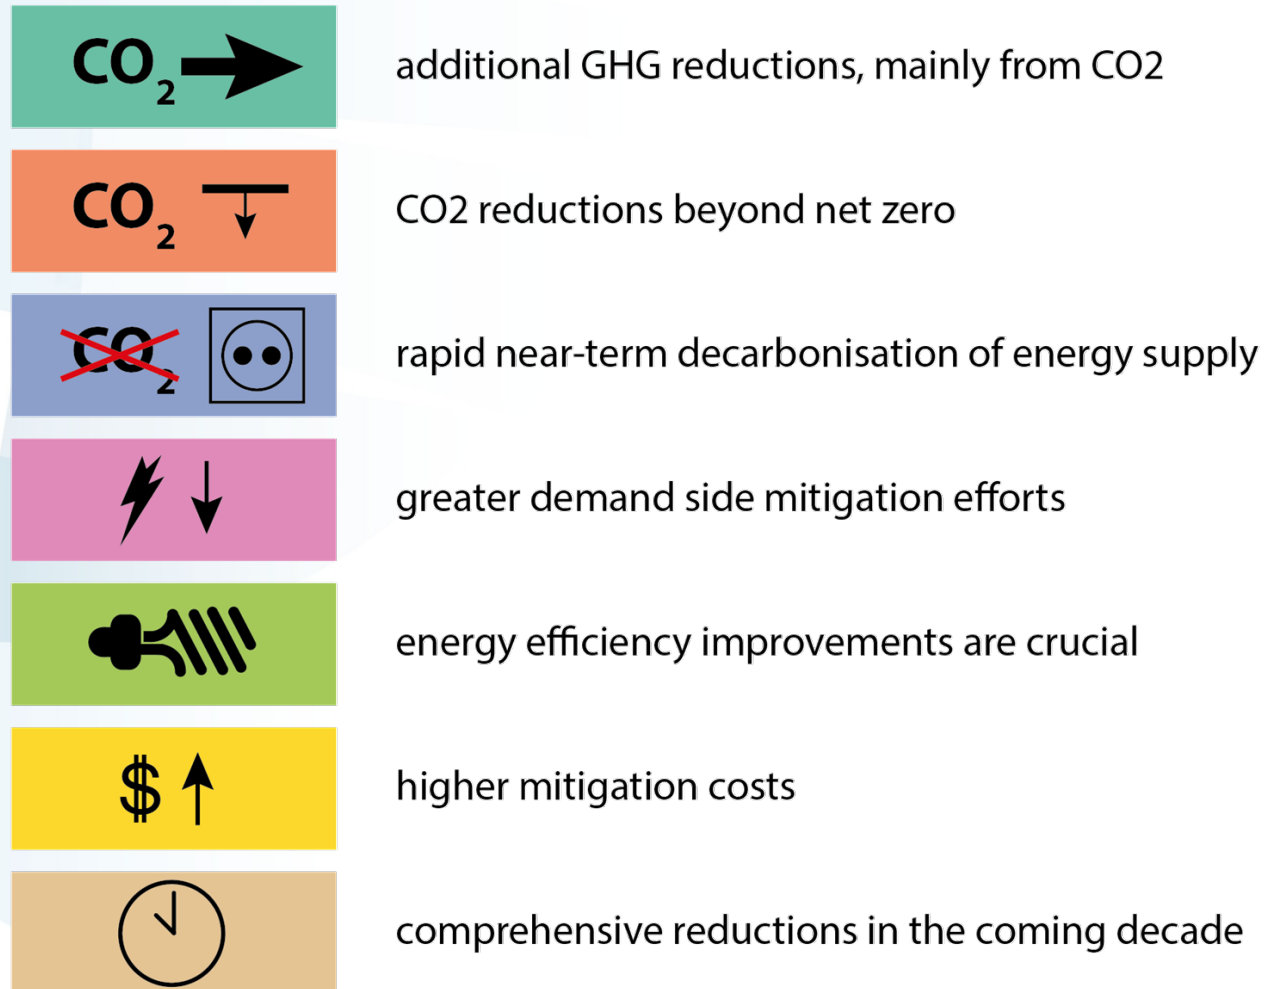 CO2
additional GHG reductions, mainly from CO2
CO2
CO2 reductions beyond net zero
CO2
rapid near-term decarbonisation of energy supply
greater demand side mitigation efforts
energy efficiency improvements are crucial
$
higher mitigation costs
comprehensive reductions in the coming decade